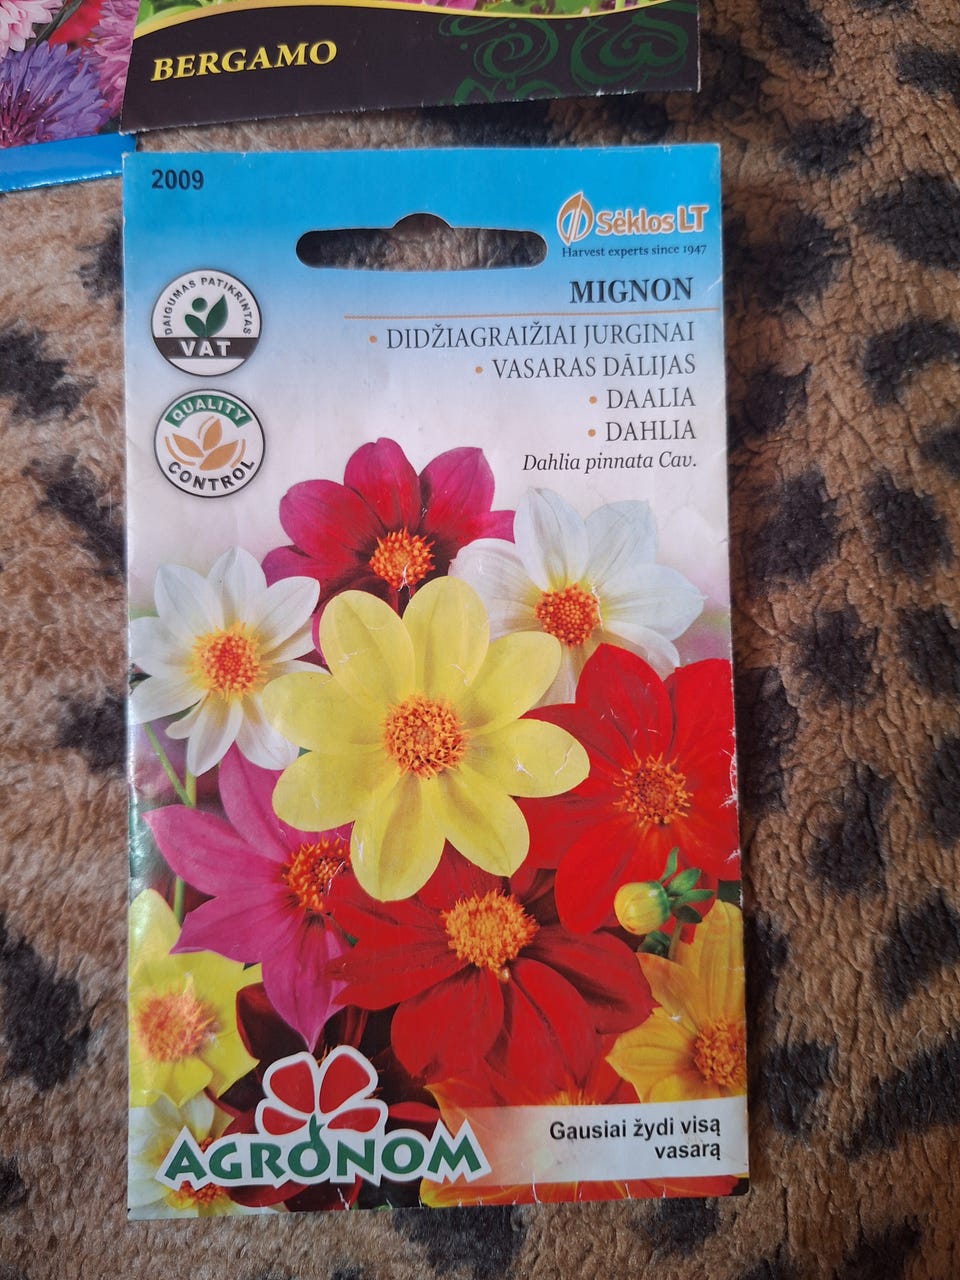 BERGAMO
2009
Sėklos LT
Harvest experts since 1947
DAIGUMAS PATIKRINTAS
VAT
QUALITY
CONTROL
MIGNON
• DIDŽIAGRAIŽIAI JURGINAI
• VASARAS DĀLIJAS
• DAALIA
• DAHLIA
Dahlia pinnata Cav.
AGRONOM
Gausiai žydi visą
vasarą